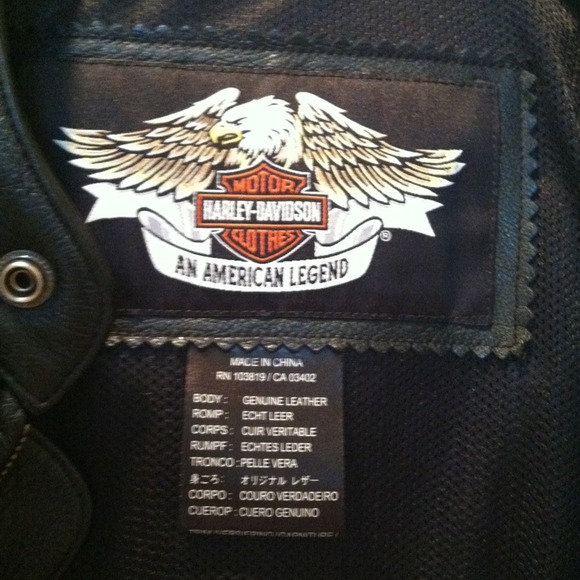 MOTOR
HARLEY-DAVIDSON
CLOTHES
®
AN AMERICAN LEGEND
MADE IN CHINA
RN 103819 / CA 03402
BODY : GENUINE LEATHER
ROMP : ECHT LEER
CORPS : CUIR VERITABLE
RUMPF : ECHTES LEDER
TRONCO : PELLE VERA
身ごろ: オリジナル レザー
CORPO : COURO VERDADEIRO
CUEROP : CUERO GENUINO